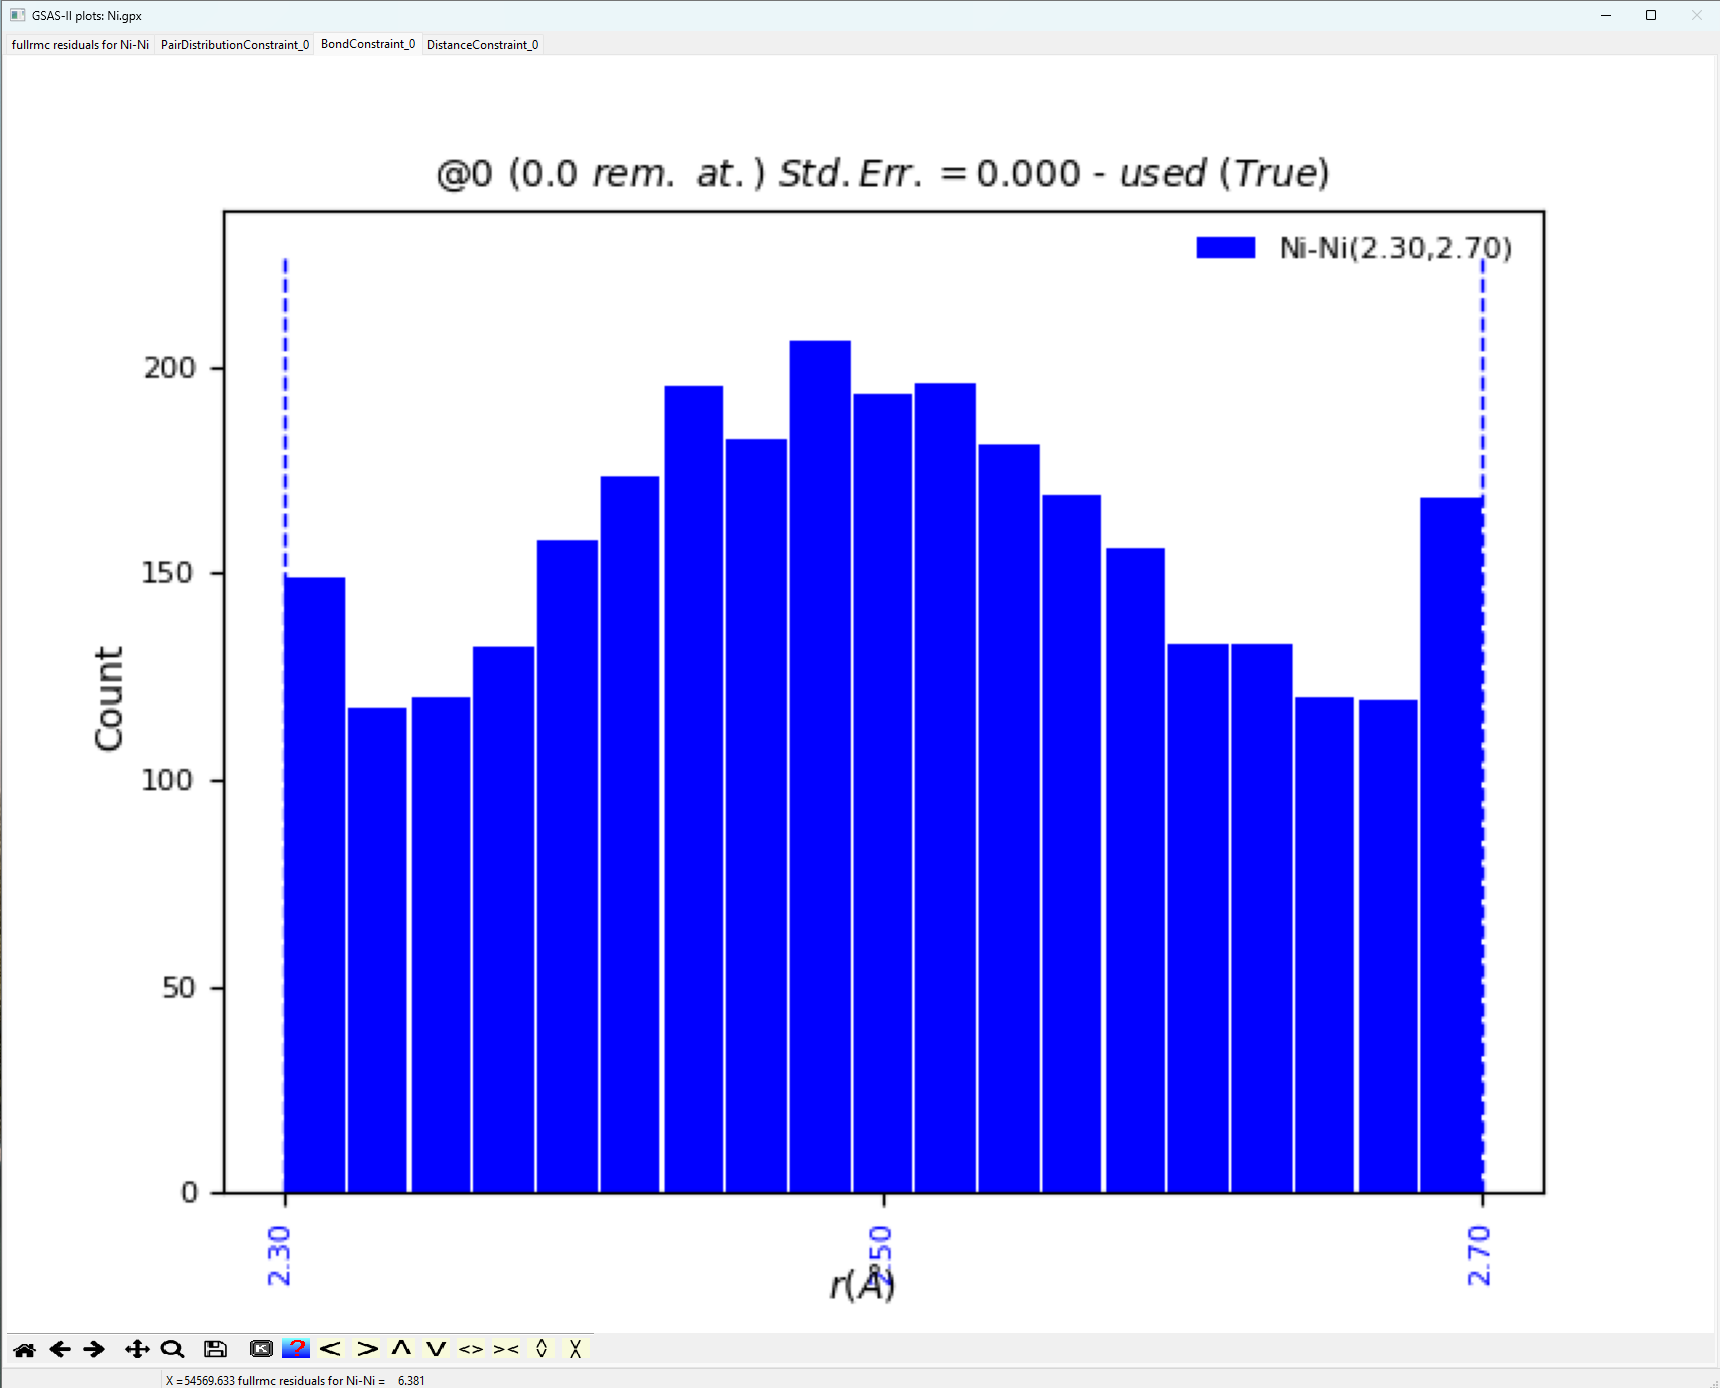 GSAS-II plots: Ni.gpx
fullrmc residuals for Ni-Ni PairDistributionConstraint_0 BondConstraint_0 DistanceConstraint_0
@0 (0.0 rem. at.) Std.Err. = 0.000 - used (True)
Ni-Ni(2.30,2.70)
200
150
100
50
0
Count
2.30
2.50
2.70
r(Å)
X =54569.633 fullrmc residuals for Ni-Ni = 6.381